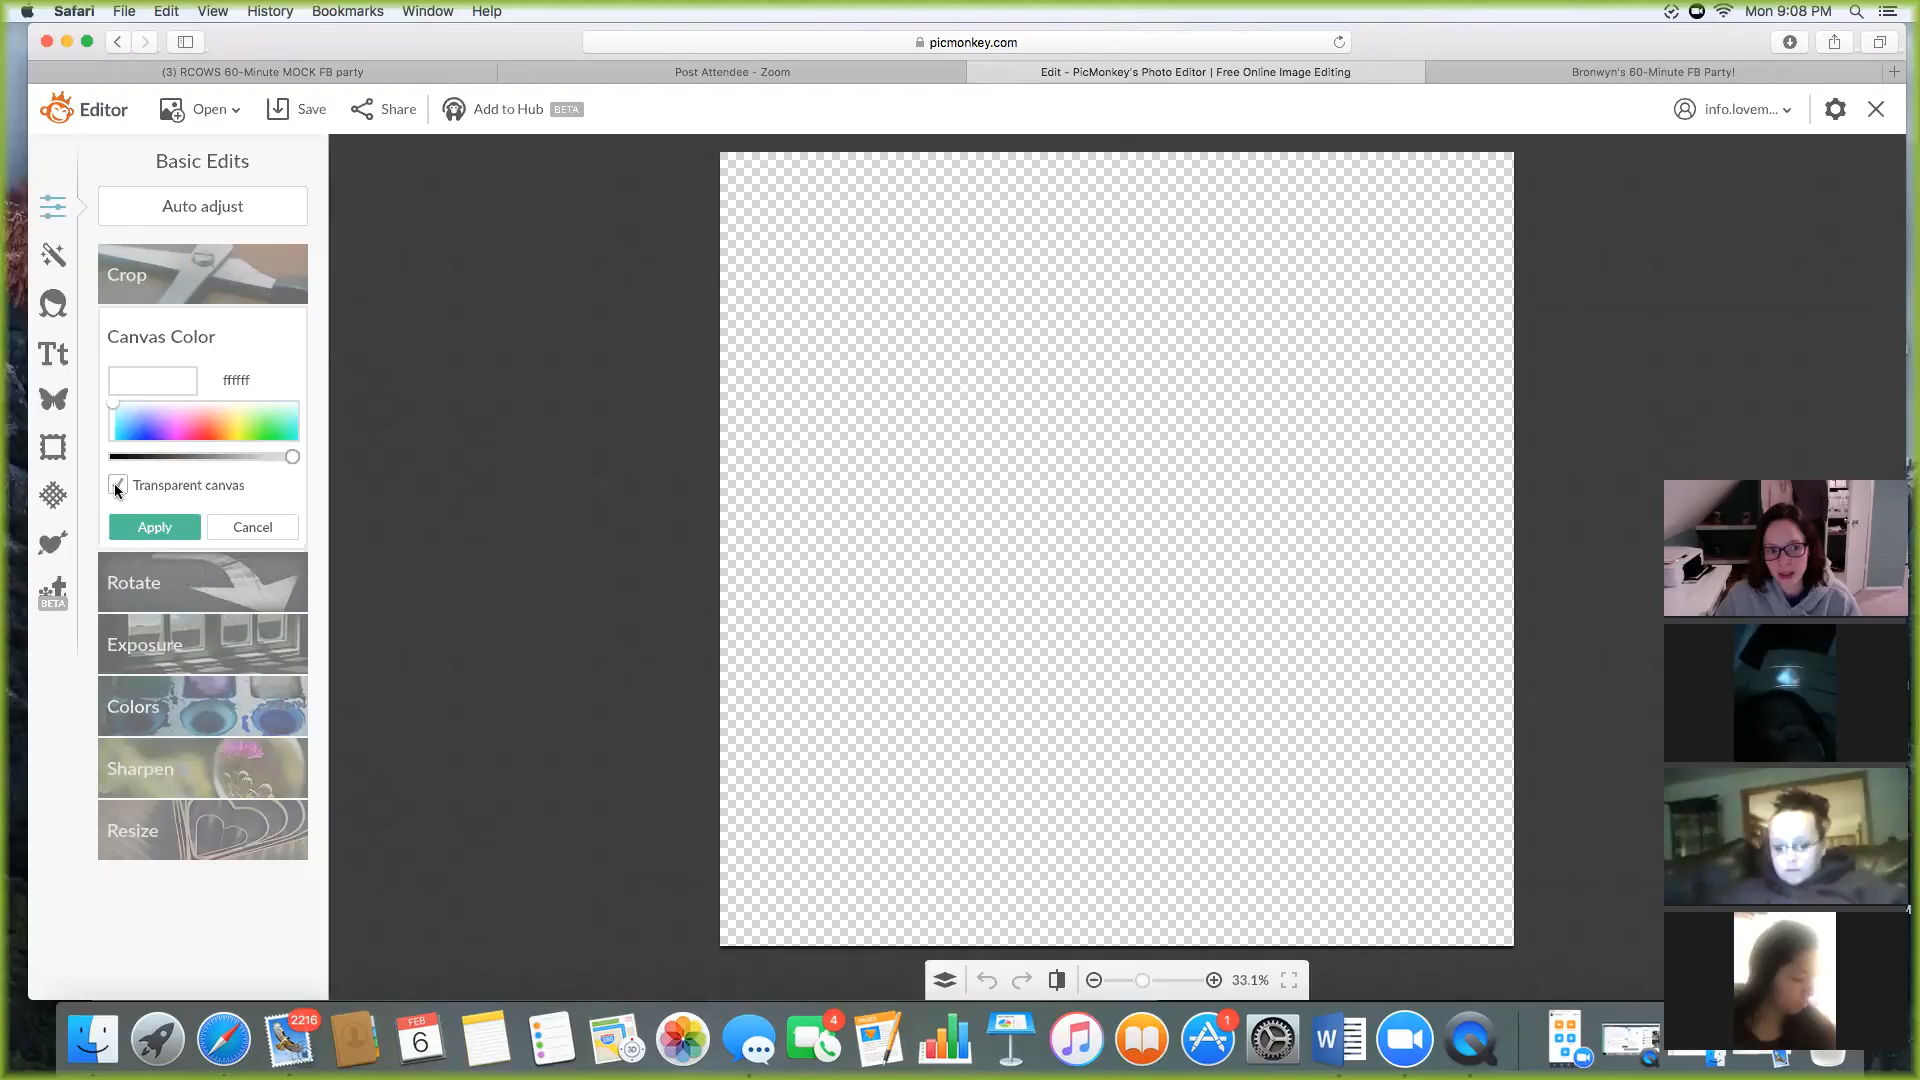 Safari File Edit View History Bookmarks Window Help Mon 9:08 PM
picmonkey.com
(3) RCOWS 60-Minute MOCK FB party Post Attendee - Zoom Edit - PicMonkey's Photo Editor | Free Online Image Editing Bronwyn's 60-Minute FB Party!
Editor Open Save Share Add to Hub BETA info.lovem...
Basic Edits
Auto adjust
Crop
Canvas Color
ffffff
Transparent canvas
Apply Cancel
Tt
BETA
Rotate
Exposure
Colors
Sharpen
Resize
33.1%
2216
FEB
6
3D
4
1
W